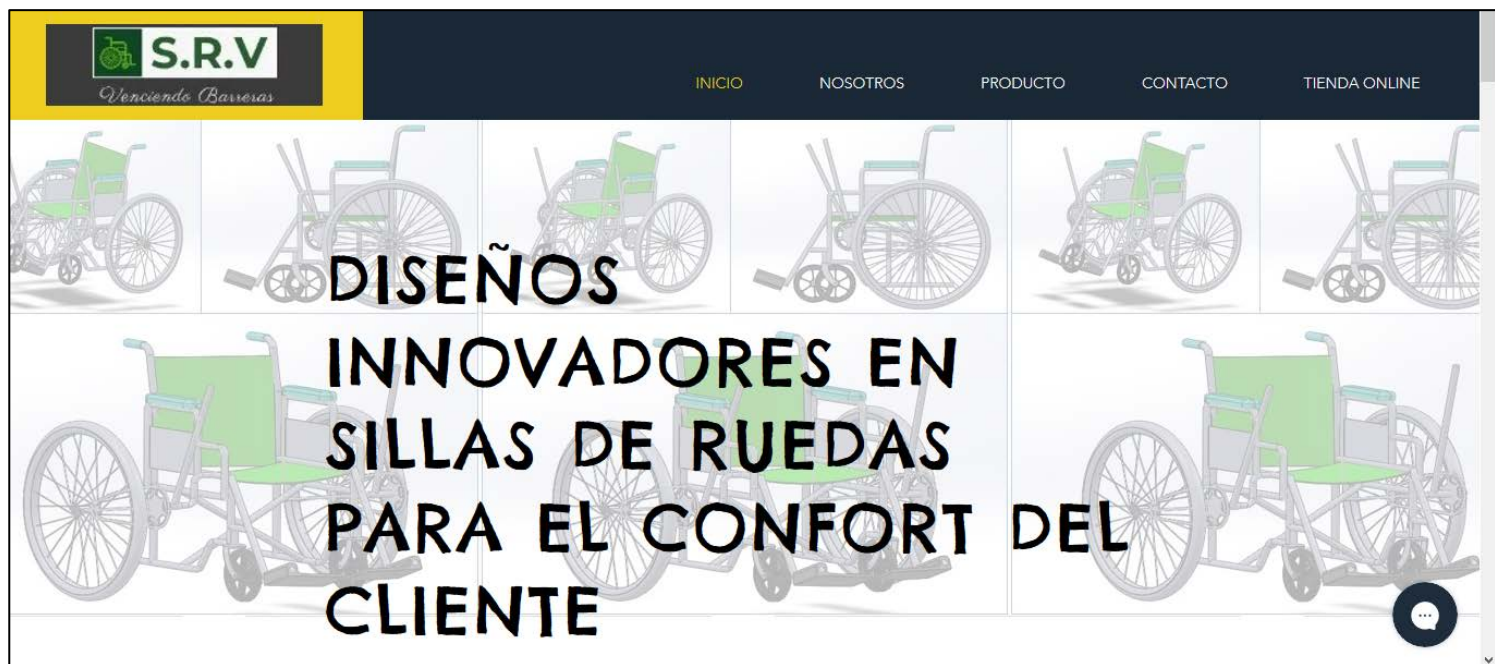 S.R.V
Venciendo Barreras
INICIO NOSOTROS PRODUCTO CONTACTO TIENDA ONLINE
DISEÑOS
INNOVADORES EN
SILLAS DE RUEDAS
PARA EL CONFORT DEL
CLIENTE